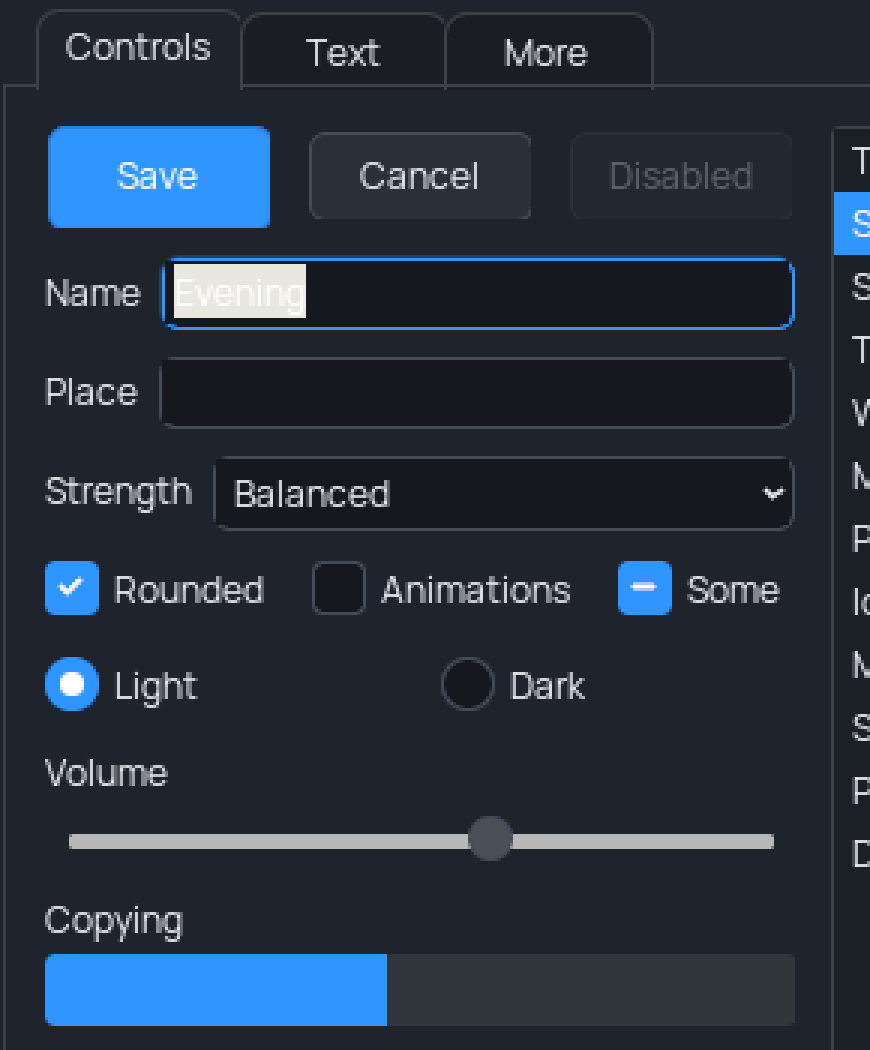 Controls Text More
Save Cancel Disabled
Name Evening
Place
Strength Balanced
Rounded Animations Some
Light Dark
Volume
Copying